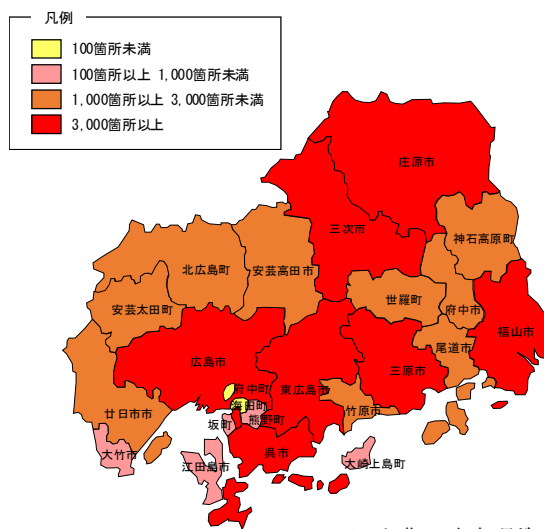 凡例
100箇所未満
100箇所以上 1,000箇所未満
1,000箇所以上 3,000箇所未満
3,000箇所以上
庄原市
三次市
神石高原町
北広島町
安芸高田市
世羅町
府中市
安芸太田町
福山市
尾道市
広島市
三原市
府中町
東広島市
海田町
竹原市
廿日市市
熊野町
坂町
呉市
大竹市
江田島市
大崎上島町